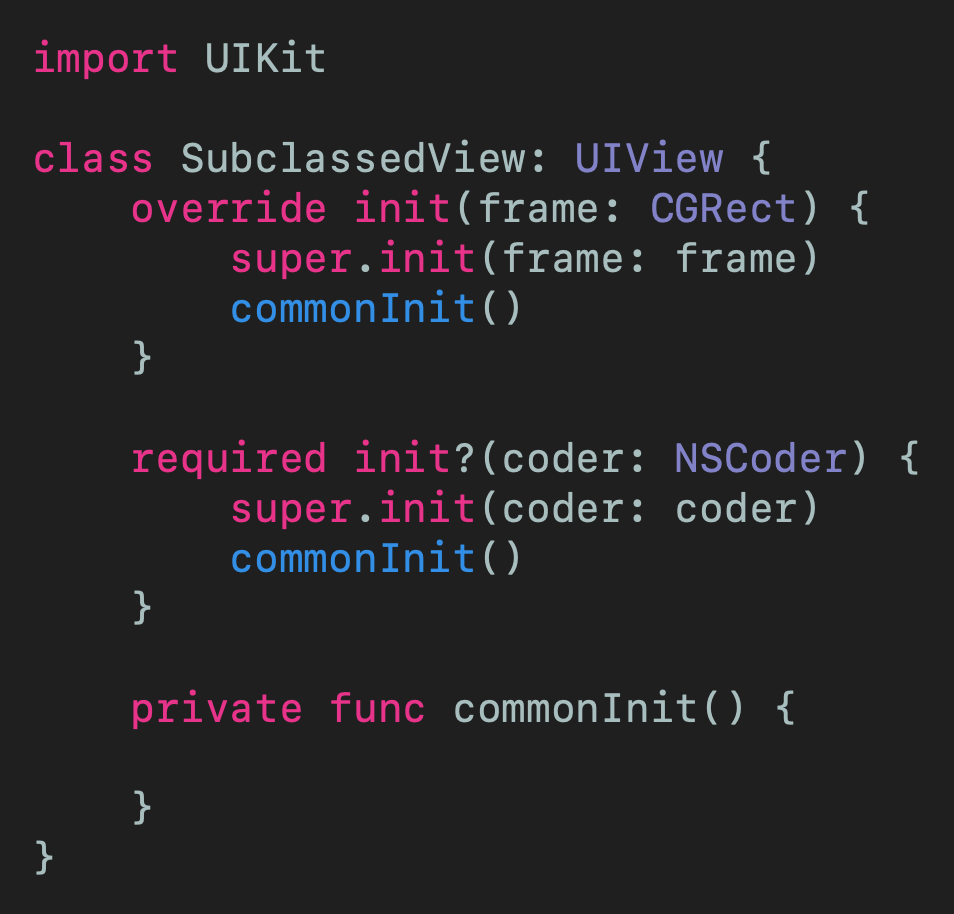 import UIKit

class SubclassedView: UIView {
    override init(frame: CGRect) {
        super.init(frame: frame)
        commonInit()
    }

    required init?(coder: NSCoder) {
        super.init(coder: coder)
        commonInit()
    }

    private func commonInit() {

    }
}